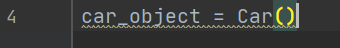 4 car_object = Car()